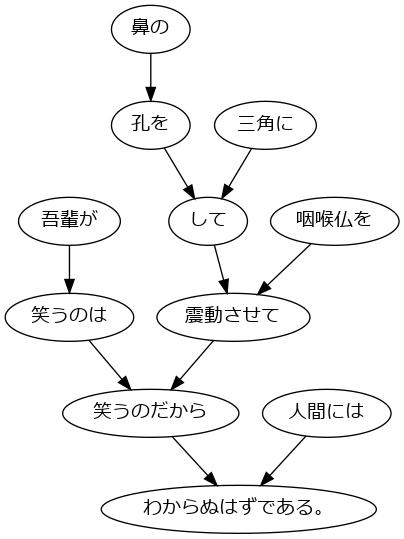 鼻の
孔を
三角に
吾輩が
して
咽喉仏を
笑うのは
震動させて
笑うのだから
人間には
わからぬはずである。